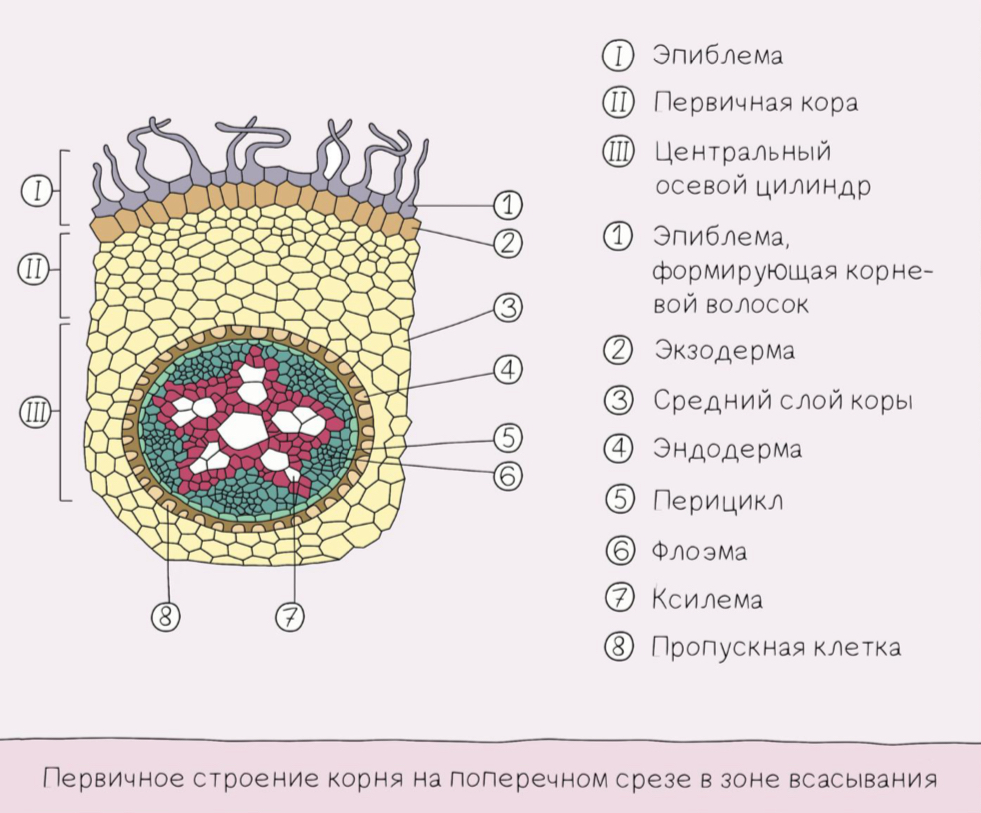 I Эпиблема
II Первичная кора
III Центральный
осевой цилиндр
1 Эпиблема,
формирующая корне-
вой волосок
2 Экзодерма
3 Средний слой коры
4 Эндодерма
5 Перицикл
6 Флоэма
7 Ксилема
8 Пропускная клетка
I
II
III
1
2
3
4
5
6
8
7
Первичное строение корня на поперечном срезе в зоне всасывания